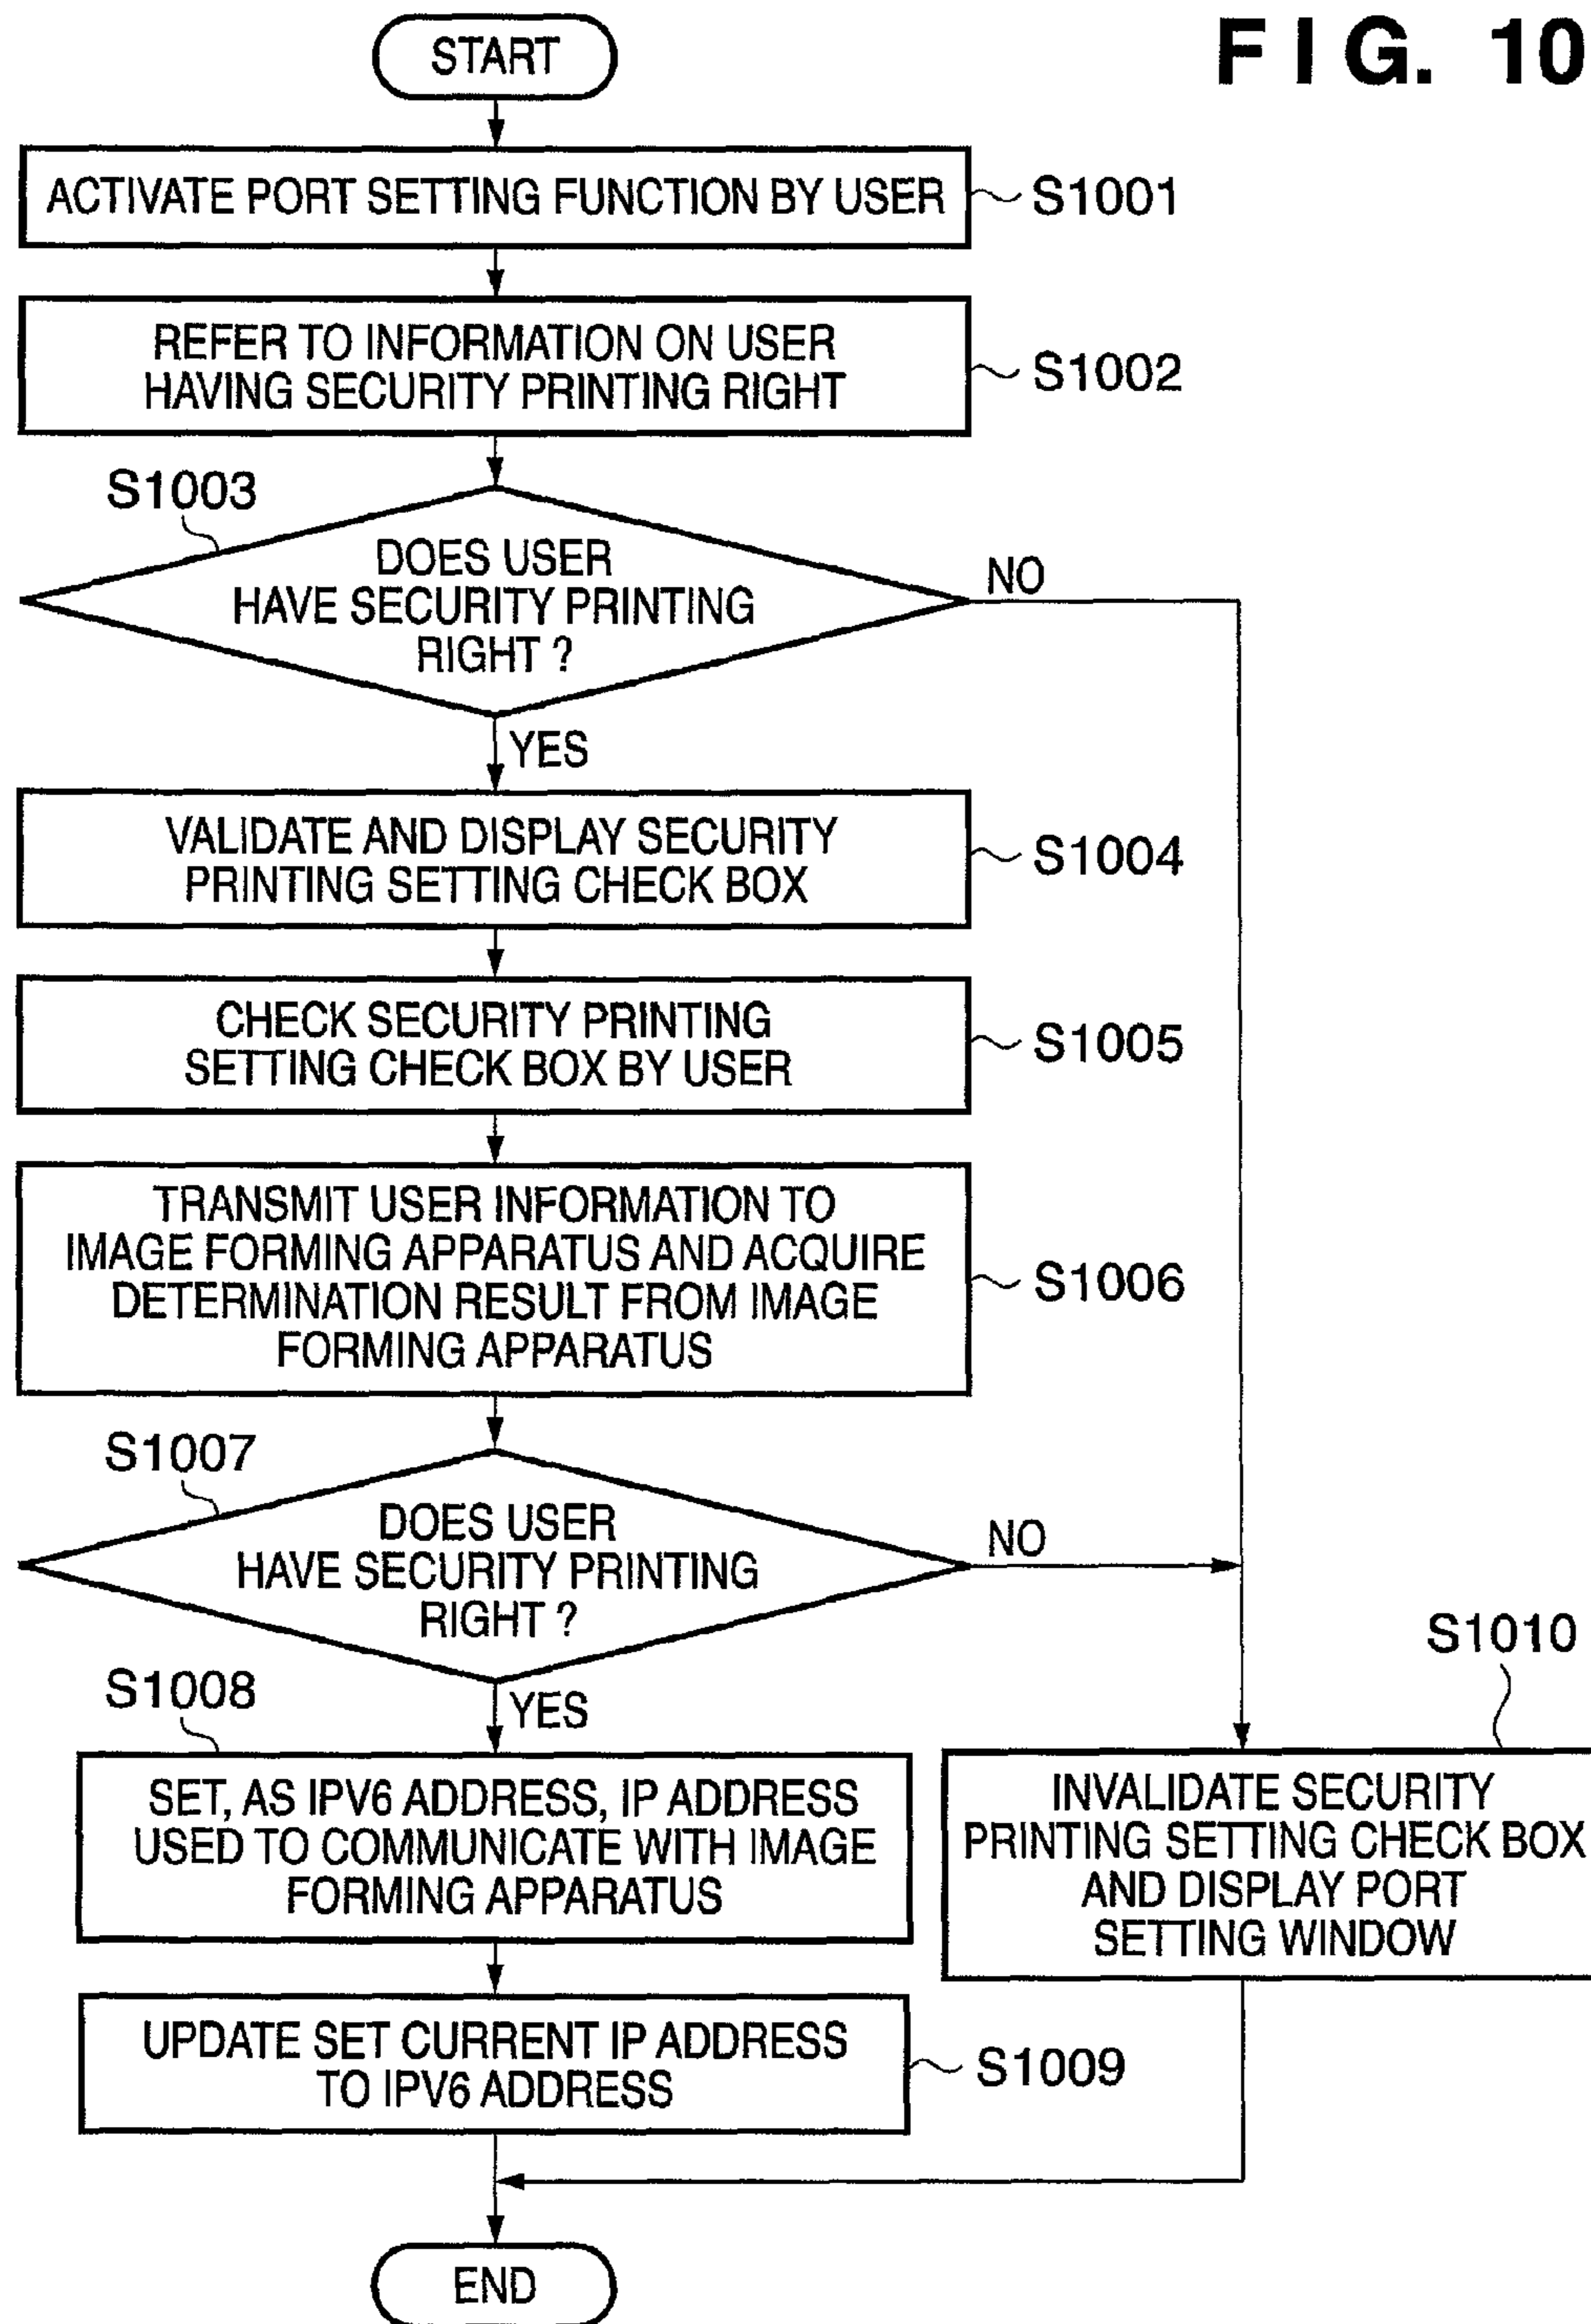 F I G. 10
START
ACTIVATE PORT SETTING FUNCTION BY USER
S1001
REFER TO INFORMATION ON USER
HAVING SECURITY PRINTING RIGHT
S1002
S1003
DOES USER
HAVE SECURITY PRINTING
RIGHT ?
NO
YES
VALIDATE AND DISPLAY SECURITY
PRINTING SETTING CHECK BOX
S1004
CHECK SECURITY PRINTING
SETTING CHECK BOX BY USER
S1005
TRANSMIT USER INFORMATION TO
IMAGE FORMING APPARATUS AND ACQUIRE
DETERMINATION RESULT FROM IMAGE
FORMING APPARATUS
S1006
S1007
DOES USER
HAVE SECURITY PRINTING
RIGHT ?
NO
YES
S1008
SET, AS IPV6 ADDRESS, IP ADDRESS
USED TO COMMUNICATE WITH IMAGE
FORMING APPARATUS
S1010
INVALIDATE SECURITY
PRINTING SETTING CHECK BOX
AND DISPLAY PORT
SETTING WINDOW
UPDATE SET CURRENT IP ADDRESS
TO IPV6 ADDRESS
S1009
END